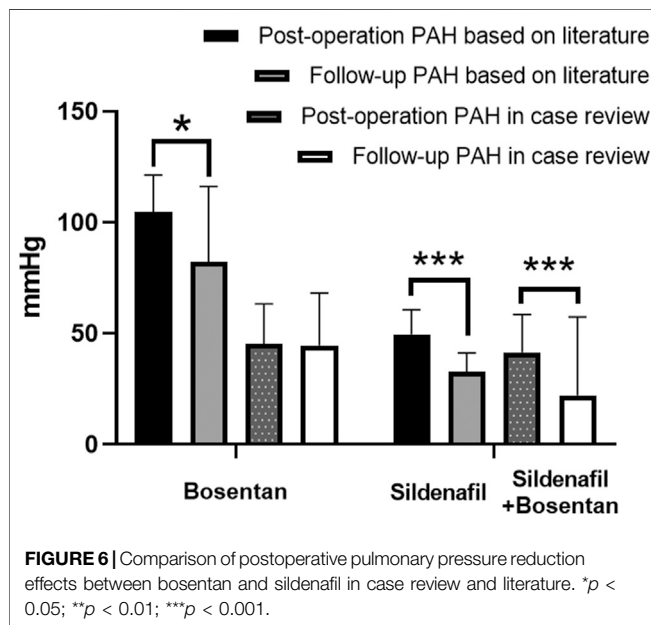 Post-operation PAH based on literature
Follow-up PAH based on literature
Post-operation PAH in case review
Follow-up PAH in case review
150
100
50
0
mmHg
*
***
***
Bosentan
Sildenafil
Sildenafil
+Bosentan
FIGURE 6 | Comparison of postoperative pulmonary pressure reduction
effects between bosentan and sildenafil in case review and literature. *p <
0.05; **p < 0.01; ***p < 0.001.